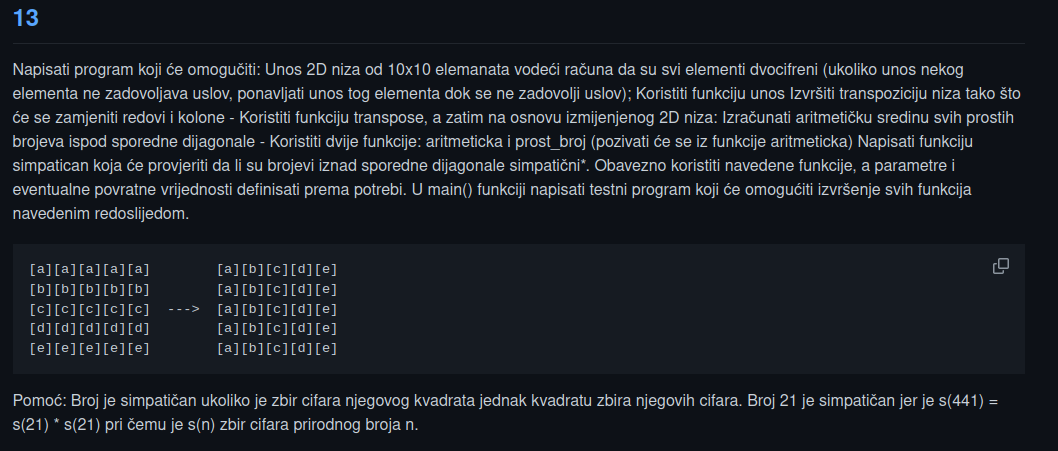 13
Napisati program koji će omogučiti: Unos 2D niza od 10x10 elemanata vodeći računa da su svi elementi dvocifreni (ukoliko unos nekog
elementa ne zadovoljava uslov, ponavljati unos tog elementa dok se ne zadovolji uslov); Koristiti funkciju unos Izvršiti transpoziciju niza tako što
će se zamjeniti redovi i kolone - Koristiti funkciju transpose, a zatim na osnovu izmijenjenog 2D niza: Izračunati aritmetičku sredinu svih prostih
brojeva ispod sporedne dijagonale - Koristiti dvije funkcije: aritmeticka i prost_broj (pozivati će se iz funkcije aritmeticka) Napisati funkciju
simpatican koja će provjeriti da li su brojevi iznad sporedne dijagonale simpatični*. Obavezno koristiti navedene funkcije, a parametre i
eventualne povratne vrijednosti definisati prema potrebi. U main() funkciji napisati testni program koji će omogućiti izvršenje svih funkcija
navedenim redoslijedom.
[a][a][a][a][a]        [a][b][c][d][e]
[b][b][b][b][b]        [a][b][c][d][e]
[c][c][c][c][c]  --->  [a][b][c][d][e]
[d][d][d][d][d]        [a][b][c][d][e]
[e][e][e][e][e]        [a][b][c][d][e]
Pomoć: Broj je simpatičan ukoliko je zbir cifara njegovog kvadrata jednak kvadratu zbira njegovih cifara. Broj 21 je simpatičan jer je s(441) =
s(21) * s(21) pri čemu je s(n) zbir cifara prirodnog broja n.